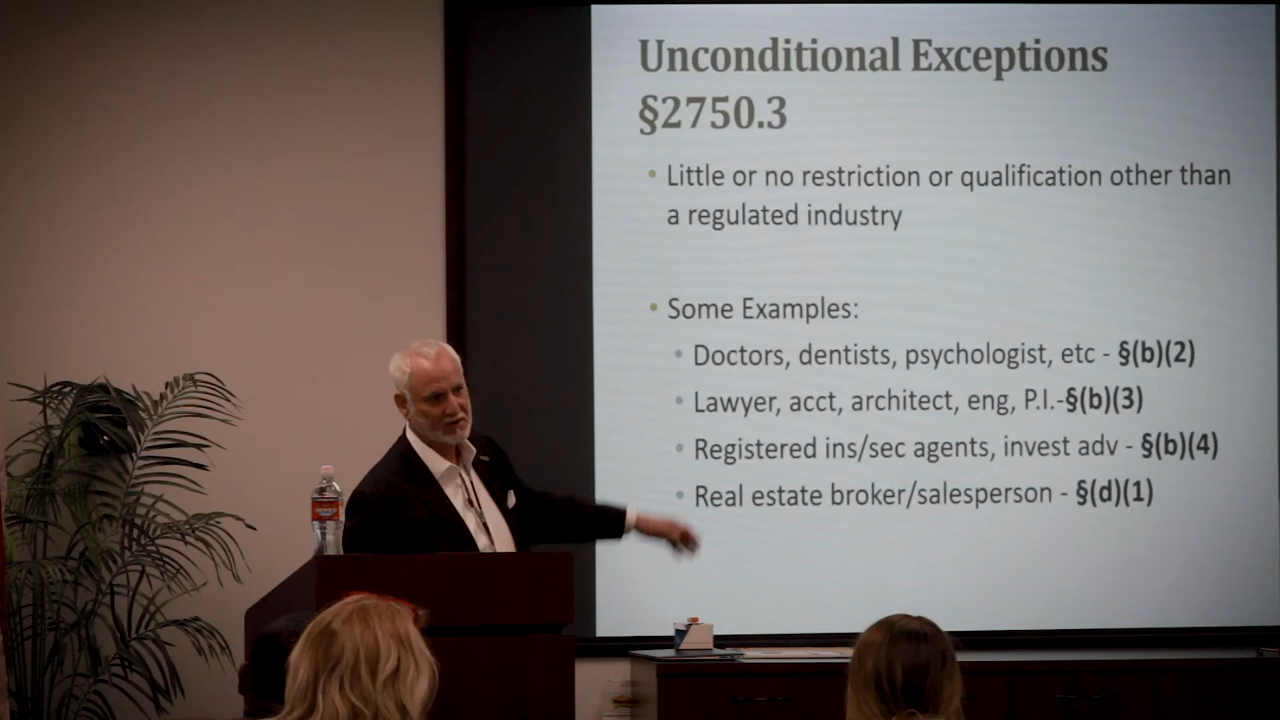 Unconditional Exceptions
§2750.3
• Little or no restriction or qualification other than
a regulated industry
• Some Examples:
• Doctors, dentists, psychologist, etc - §(b)(2)
• Lawyer, acct, architect, eng, P.I.-§(b)(3)
• Registered ins/sec agents, invest adv - §(b)(4)
• Real estate broker/salesperson - §(d)(1)